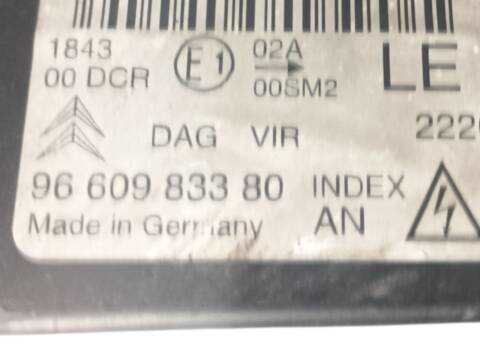 1843 E1 02A LE
00 DCR 00SM2
DAG VIR
96 609 833 80 INDEX
Made in Germany AN